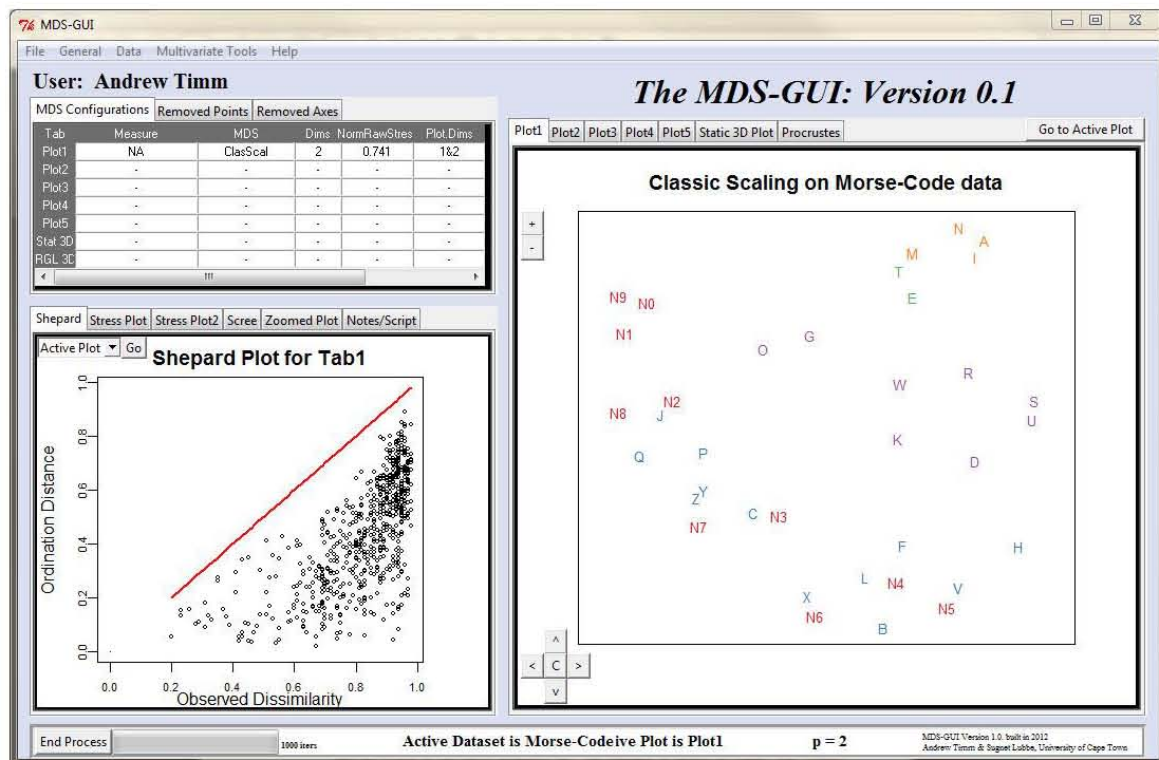 MDS-GUI
File General Data Multivariate Tools Help
User: Andrew Timm
The MDS-GUI: Version 0.1
MDS Configurations Removed Points Removed Axes
Tab Measure MDS Dims NormRawStres Plot.Dims
Plot1 NA ClasScal 2 0.741 1&2
Plot2 - - - - -
Plot3 - - - - -
Plot4 - - - - -
Plot5 - - - - -
Stat 3D - - - - -
RGL 3D - - - - -
Shepard Stress Plot Stress Plot2 Scree Zoomed Plot Notes/Script
Active Plot Go
Shepard Plot for Tab1
Ordination Distance
1.0
0.8
0.6
0.4
0.2
0.0
0.0 0.2 0.4 0.6 0.8 1.0
Observed Dissimilarity
Plot1 Plot2 Plot3 Plot4 Plot5 Static 3D Plot Procrustes
Go to Active Plot
Classic Scaling on Morse-Code data
+
-
N
A
M
I
T
E
N9
N0
N1
G
O
R
W
S
N2
J
N8
U
K
P
Q
D
Y
Z
C
N3
N7
F
H
L
N4
V
X
N5
N6
B
^
< C >
v
End Process
1000 iters
Active Dataset is Morse-Codeive Plot is Plot1
p = 2
MDS-GUI Version 1.0. built in 2012
Andrew Timm & Sugnet Lubbe, University of Cape Town